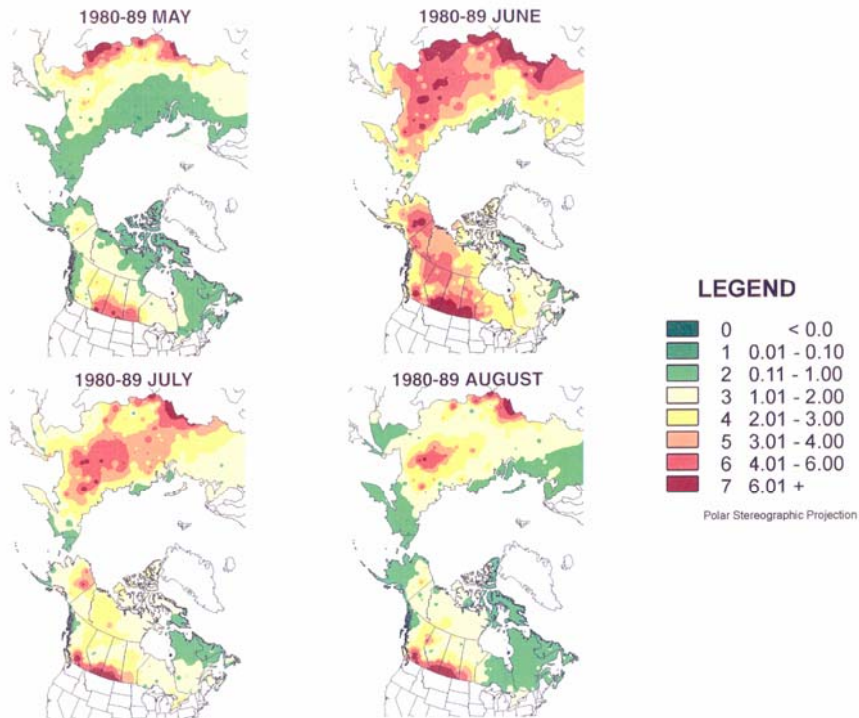 1980-89 MAY
1980-89 JUNE
LEGEND
0 < 0.0
1 0.01 - 0.10
2 0.11 - 1.00
3 1.01 - 2.00
4 2.01 - 3.00
5 3.01 - 4.00
6 4.01 - 6.00
7 6.01 +
Polar Stereographic Projection
1980-89 JULY
1980-89 AUGUST